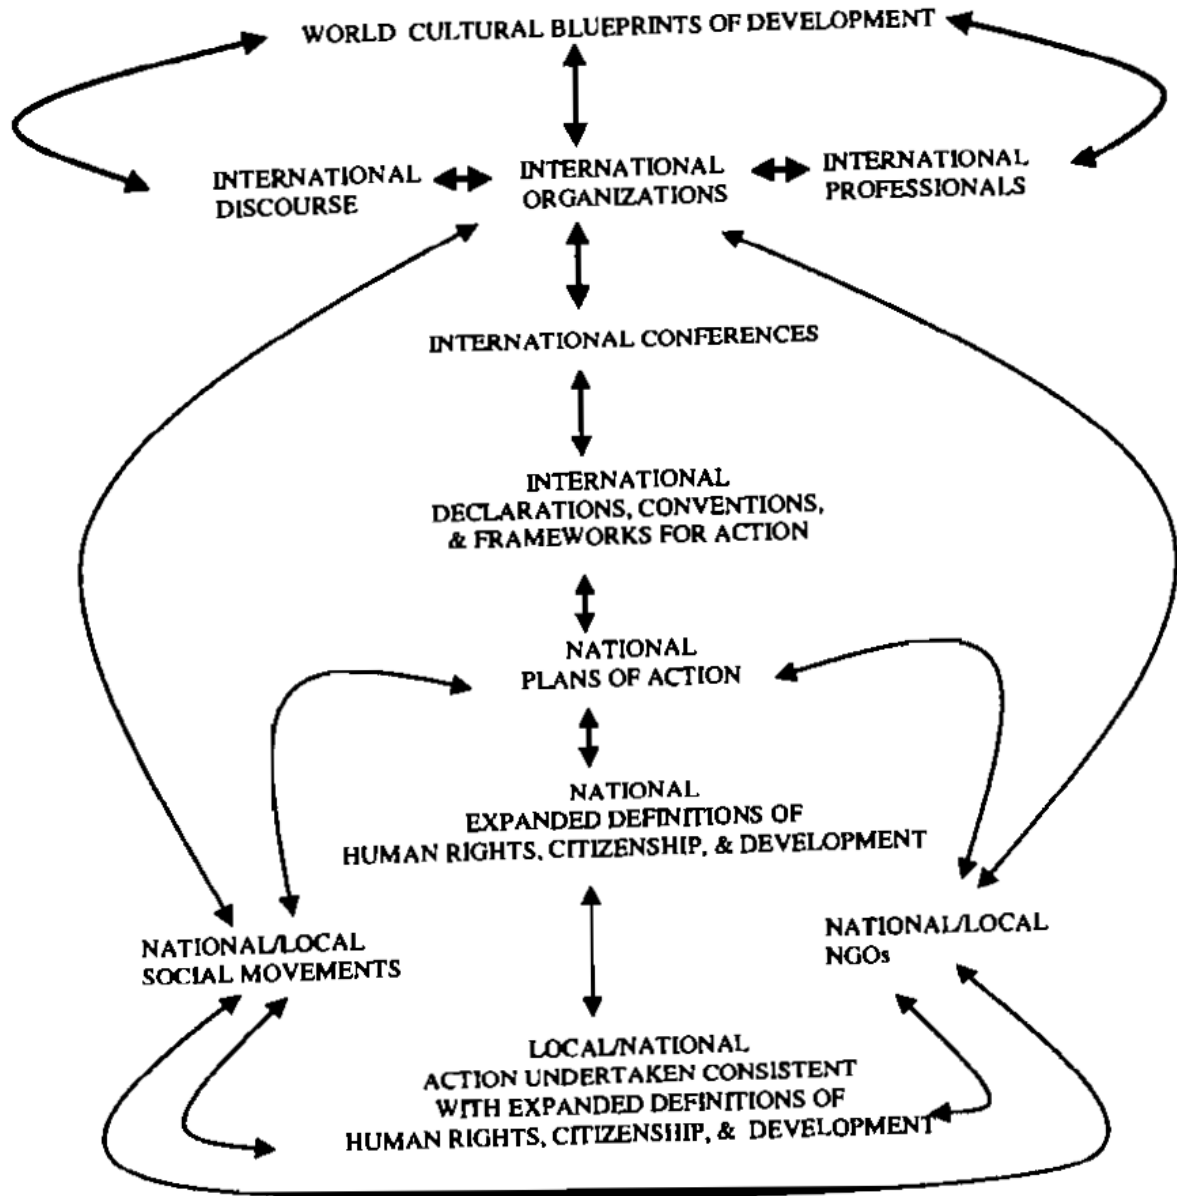 WORLD CULTURAL BLUEPRINTS OF DEVELOPMENT
INTERNATIONAL
DISCOURSE
INTERNATIONAL
ORGANIZATIONS
INTERNATIONAL
PROFESSIONALS
INTERNATIONAL CONFERENCES
INTERNATIONAL
DECLARATIONS, CONVENTIONS,
& FRAMEWORKS FOR ACTION
NATIONAL
PLANS OF ACTION
NATIONAL
EXPANDED DEFINITIONS OF
HUMAN RIGHTS, CITIZENSHIP, & DEVELOPMENT
NATIONAL/LOCAL
SOCIAL MOVEMENTS
NATIONAL/LOCAL
NGOs
LOCAL/NATIONAL
ACTION UNDERTAKEN CONSISTENT
WITH EXPANDED DEFINITIONS OF
HUMAN RIGHTS, CITIZENSHIP, & DEVELOPMENT